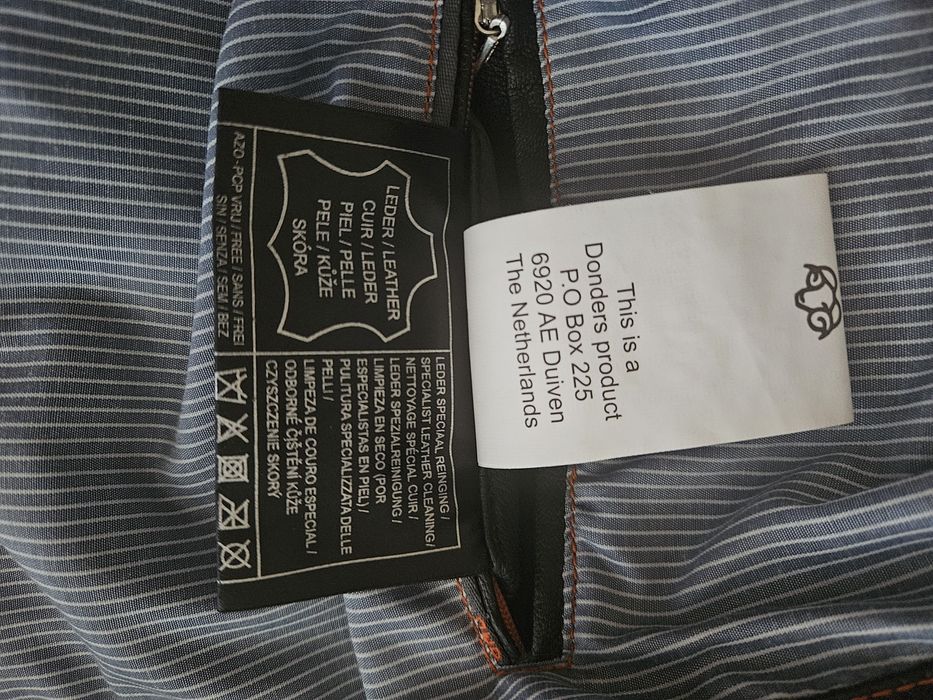 LEDER / LEATHER
CUIR / LEDER
PIEL / PELLE
PELE / KŮŽE
SKÓRA
AZO - PCP VRIJ / FREE / SANS / FREI
SIN / SENZA / SEM / BEZ
LEDER SPECIAAL REINGING /
SPECIALIST LEATHER CLEANING /
NETTOYAGE SPÉCIAL CUIR /
LEDER SPEZIALREINIGUNG /
LIMPIEZA EN SECO (POR
ESPECIALISTAS EN PIEL) /
PULITURA SPECIALIZZATA DELLE
PELLI /
LIMPEZA DE COURO ESPECIAL /
ODBORNÉ ČIŠTĚNÍ KŮŽE
CZYSZCZENIE SKORY
This is a
Donders product
P.O Box 225
6920 AE Duiven
The Netherlands